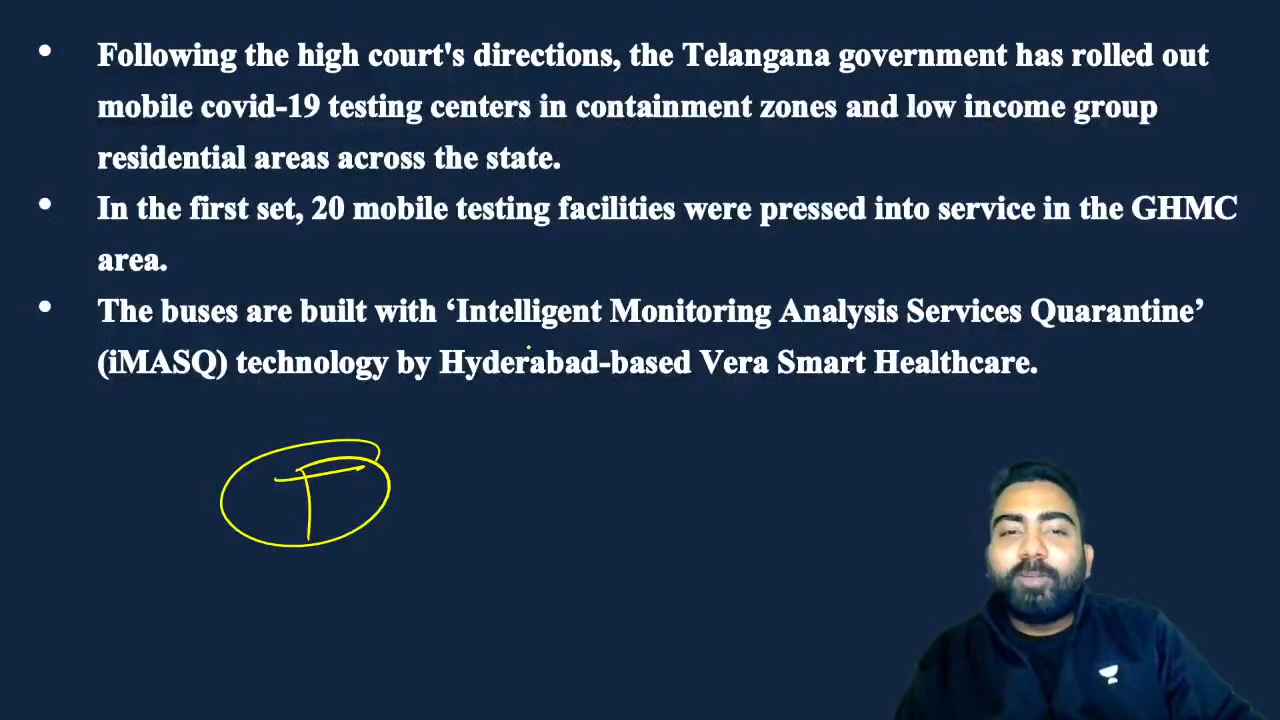 • Following the high court's directions, the Telangana government has rolled out
mobile covid-19 testing centers in containment zones and low income group
residential areas across the state.
• In the first set, 20 mobile testing facilities were pressed into service in the GHMC
area.
• The buses are built with ‘Intelligent Monitoring Analysis Services Quarantine’
(iMASQ) technology by Hyderabad-based Vera Smart Healthcare.
T